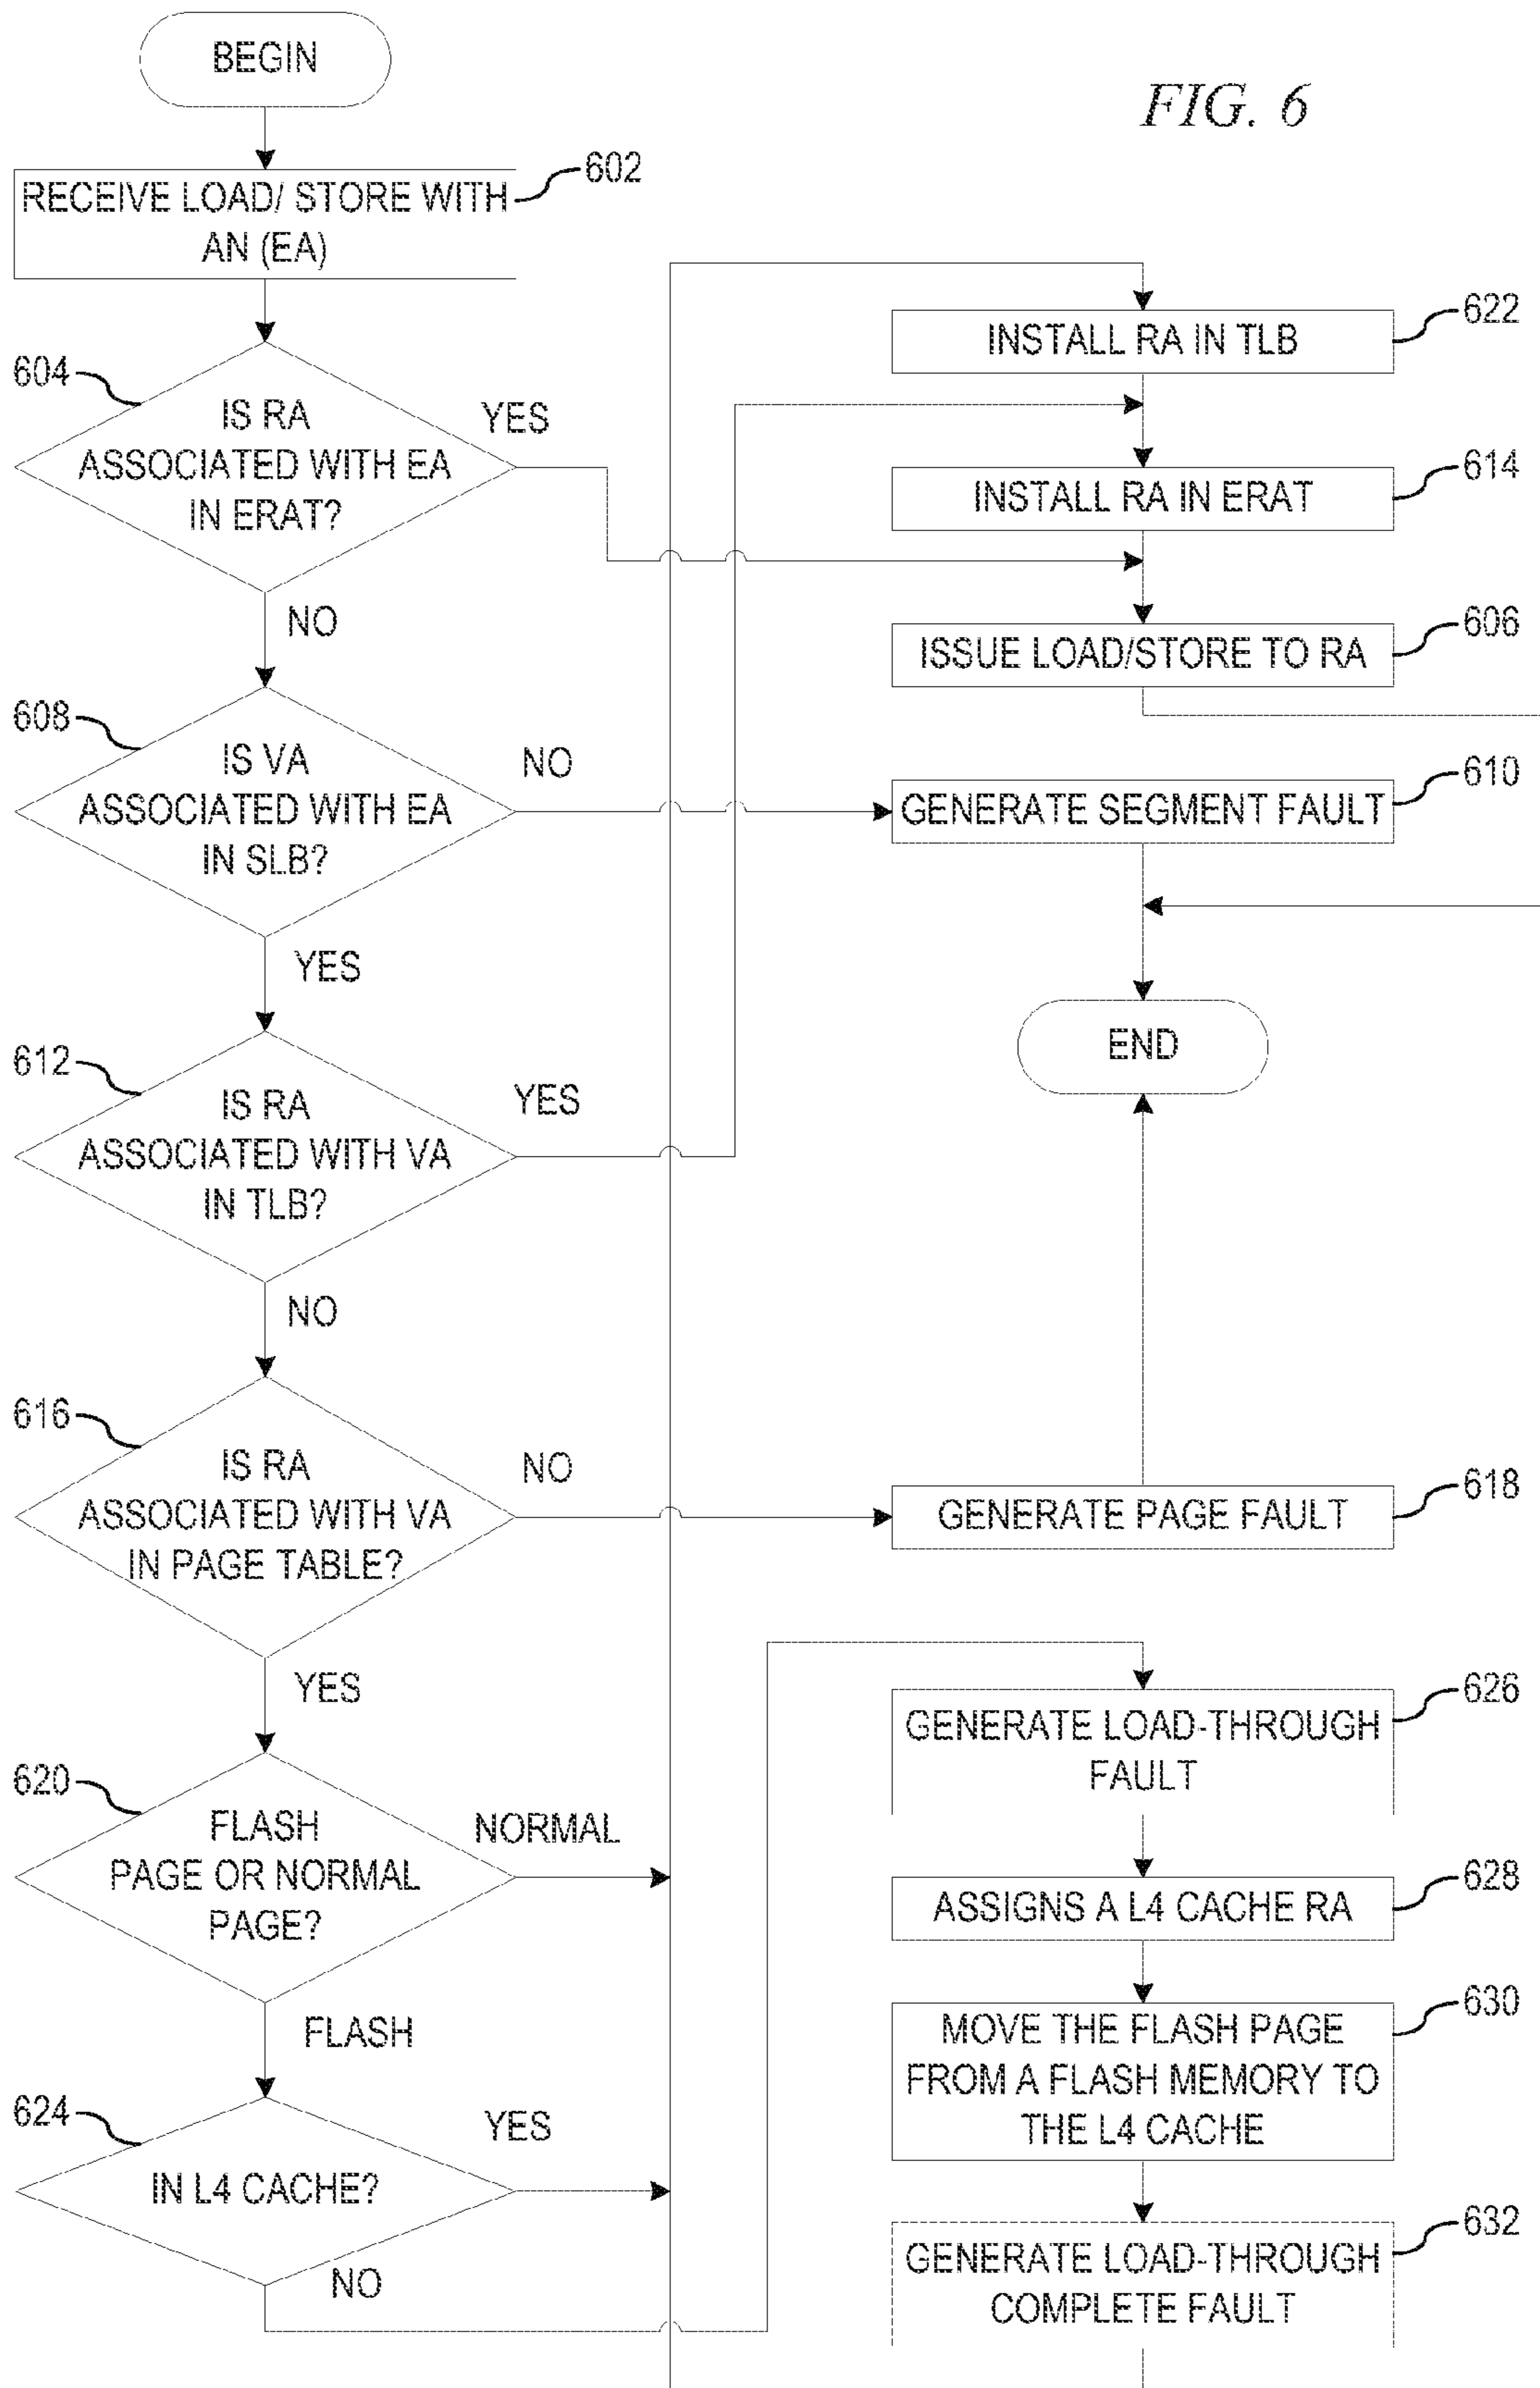 BEGIN
FIG. 6
602
RECEIVE LOAD/ STORE WITH
AN (EA)
604
IS RA
ASSOCIATED WITH EA
IN ERAT?
YES
NO
622
INSTALL RA IN TLB
614
INSTALL RA IN ERAT
606
ISSUE LOAD/STORE TO RA
608
IS VA
ASSOCIATED WITH EA
IN SLB?
NO
YES
610
GENERATE SEGMENT FAULT
END
612
IS RA
ASSOCIATED WITH VA
IN TLB?
YES
NO
616
IS RA
ASSOCIATED WITH VA
IN PAGE TABLE?
NO
YES
618
GENERATE PAGE FAULT
620
FLASH
PAGE OR NORMAL
PAGE?
NORMAL
FLASH
624
IN L4 CACHE?
YES
NO
626
GENERATE LOAD-THROUGH
FAULT
628
ASSIGNS A L4 CACHE RA
630
MOVE THE FLASH PAGE
FROM A FLASH MEMORY TO
THE L4 CACHE
632
GENERATE LOAD-THROUGH
COMPLETE FAULT